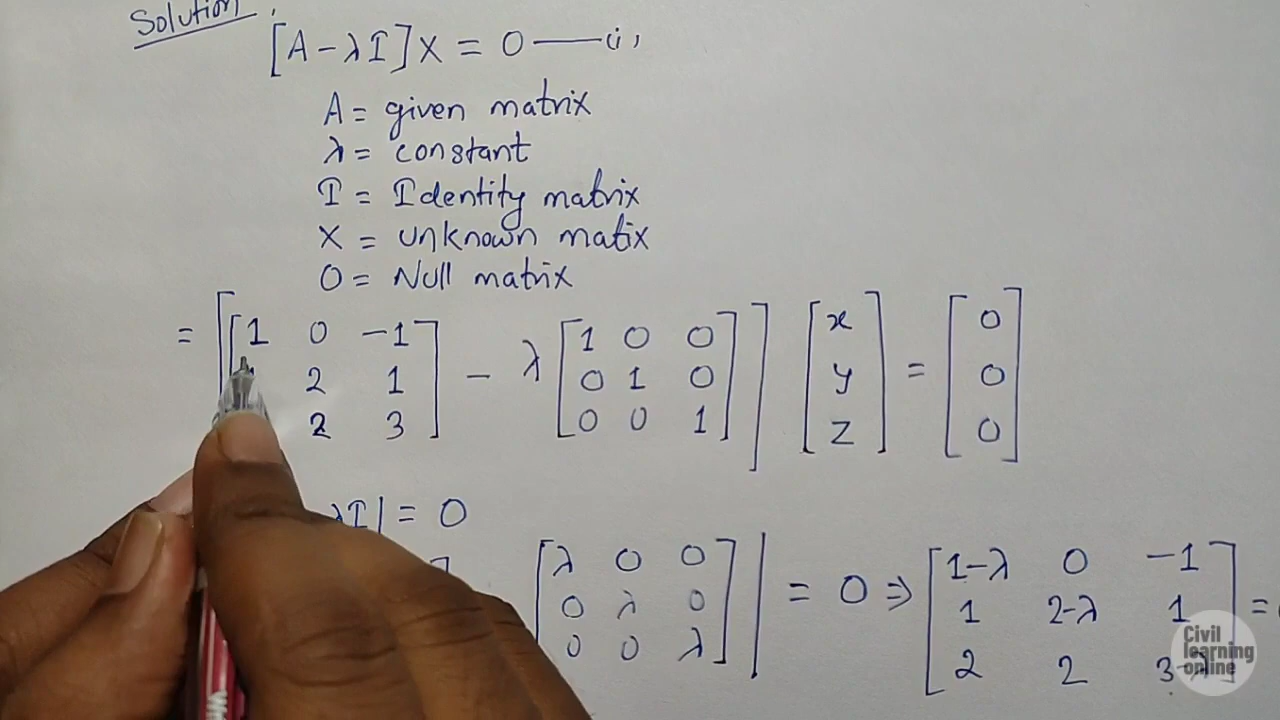 Solution,
[A - λI] X = 0 — (i)
A = given matrix
λ = constant
I = Identity matrix
X = unknown matix
0 = Null matrix
= [[1 0 -1] - λ [1 0 0]] [x] = [0]
2 1 0 1 0 y 0
2 3 0 0 1 z 0
λI| = 0
[λ 0 0]| = 0 ⇒ [1-λ 0 -1] =
0 λ 0 1 2-λ 1
0 0 λ 2 2 3-λ
Civil
learning
online